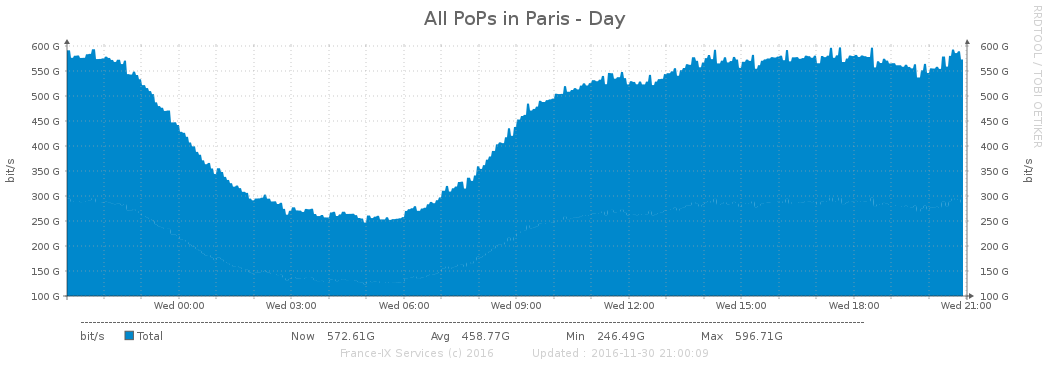 All PoPs in Paris - Day
RRDTOOL / TOBI OETIKER
bit/s
600 G
550 G
500 G
450 G
400 G
350 G
300 G
250 G
200 G
150 G
100 G
600 G
550 G
500 G
450 G
400 G
350 G
300 G
250 G
200 G
150 G
100 G
bit/s
Wed 00:00 Wed 03:00 Wed 06:00 Wed 09:00 Wed 12:00 Wed 15:00 Wed 18:00 Wed 21:00
bit/s Total Now 572.61G Avg 458.77G Min 246.49G Max 596.71G
France-IX Services (c) 2016 Updated : 2016-11-30 21:00:09